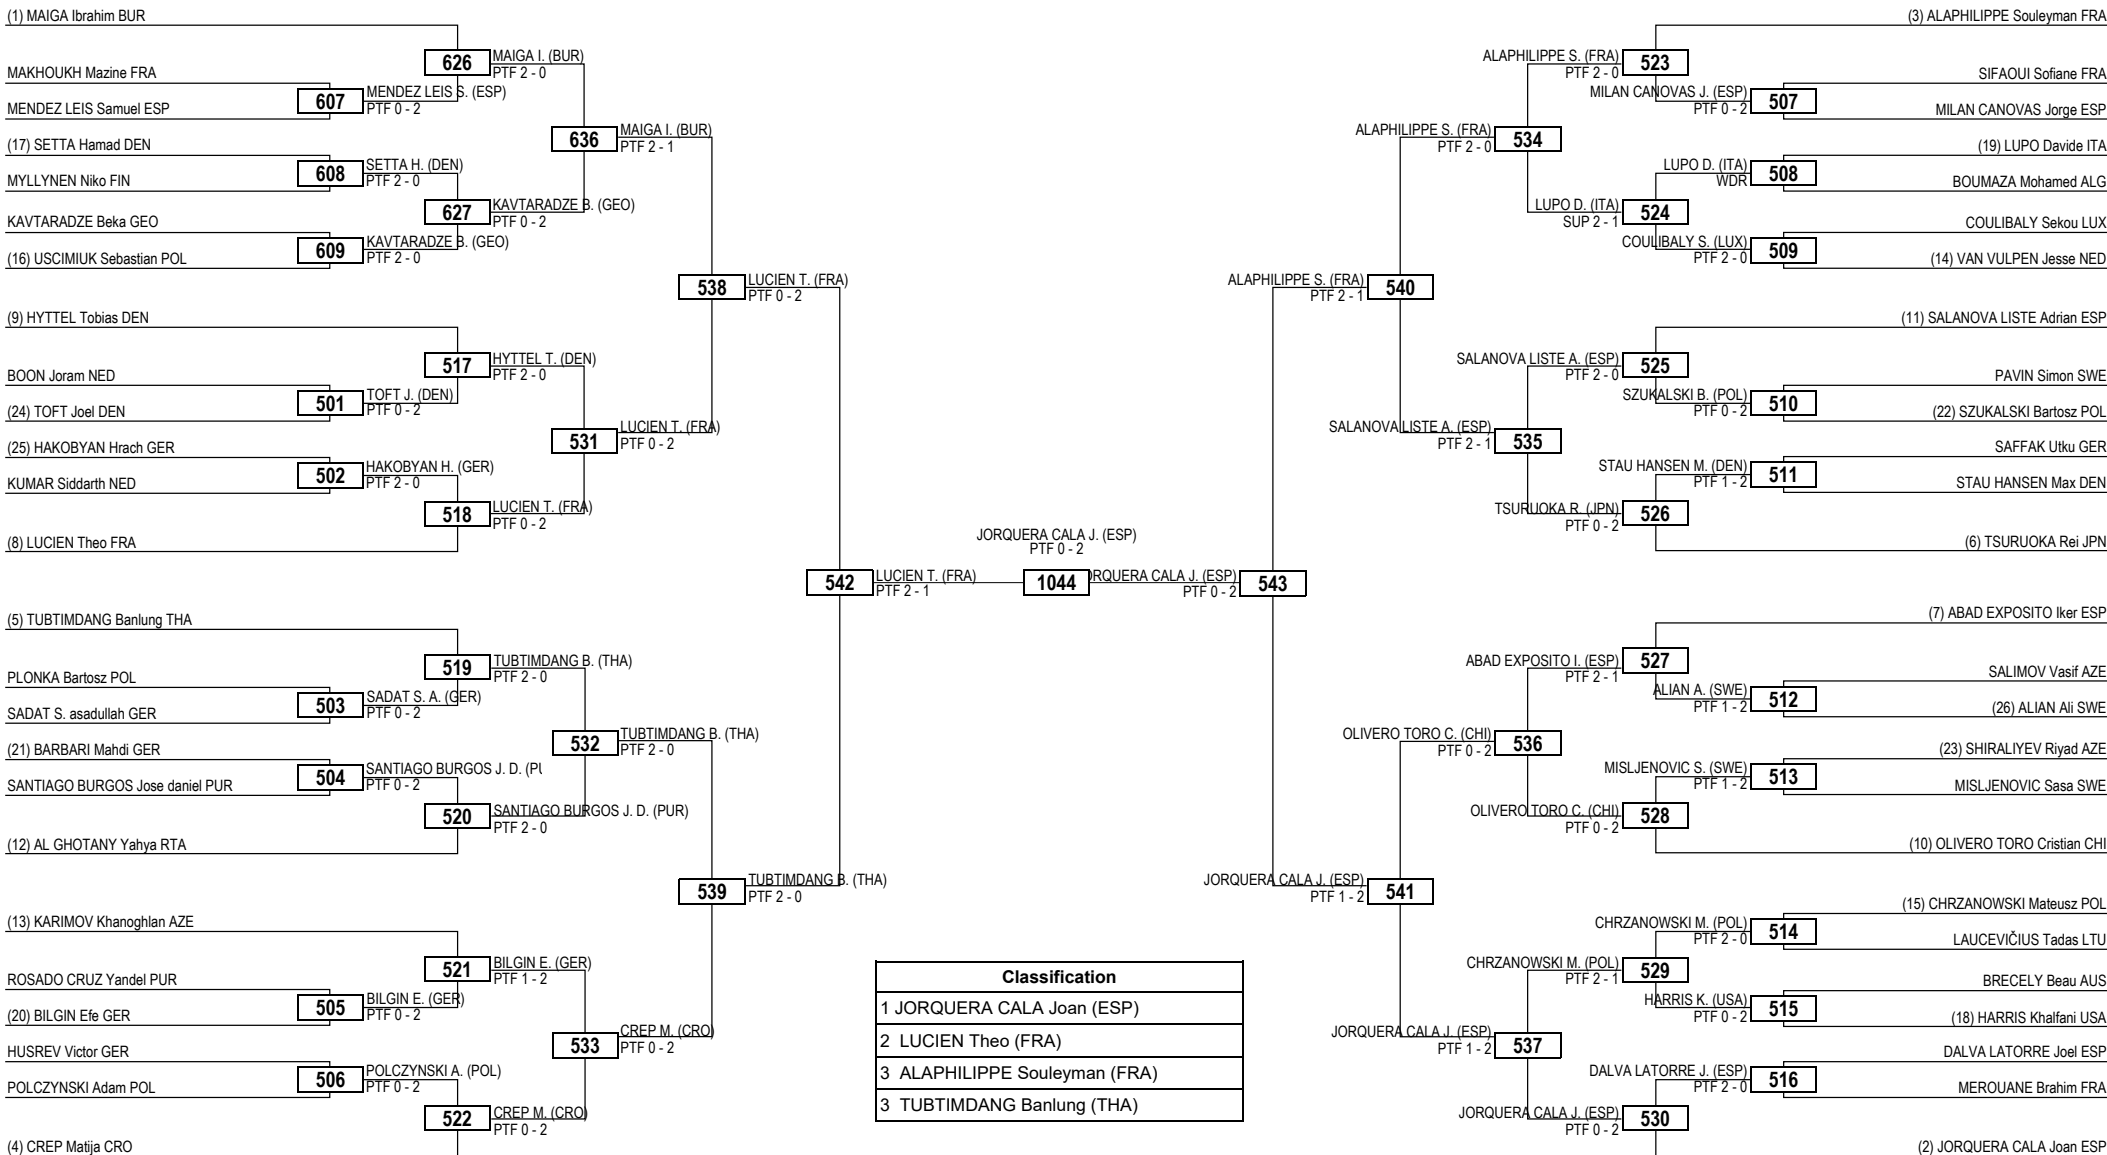 (1) MAIGA Ibrahim BUR
626
MAIGA I. (BUR)
PTF 2 - 0
MAKHOUKH Mazine FRA
607
MENDEZ LEIS S. (ESP)
PTF 0 - 2
MENDEZ LEIS Samuel ESP
636
MAIGA I. (BUR)
PTF 2 - 1
(17) SETTA Hamad DEN
608
SETTA H. (DEN)
PTF 2 - 0
MYLLYNEN Niko FIN
627
KAVTARADZE B. (GEO)
PTF 0 - 2
KAVTARADZE Beka GEO
609
KAVTARADZE B. (GEO)
PTF 2 - 0
(16) USCIMIUK Sebastian POL
538
LUCIEN T. (FRA)
PTF 0 - 2
(9) HYTTEL Tobias DEN
517
HYTTEL T. (DEN)
PTF 2 - 0
BOON Joram NED
501
TOFT J. (DEN)
PTF 0 - 2
(24) TOFT Joel DEN
531
LUCIEN T. (FRA)
PTF 0 - 2
(25) HAKOBYAN Hrach GER
502
HAKOBYAN H. (GER)
PTF 2 - 0
KUMAR Siddarth NED
518
LUCIEN T. (FRA)
PTF 0 - 2
(8) LUCIEN Theo FRA
542
LUCIEN T. (FRA)
PTF 2 - 1
(5) TUBTIMDANG Banlung THA
519
TUBTIMDANG B. (THA)
PTF 2 - 0
PLONKA Bartosz POL
503
SADAT S. A. (GER)
PTF 0 - 2
SADAT S. asadullah GER
532
TUBTIMDANG B. (THA)
PTF 2 - 0
(21) BARBARI Mahdi GER
504
SANTIAGO BURGOS J. D. (PU
PTF 0 - 2
SANTIAGO BURGOS Jose daniel PUR
520
SANTIAGO BURGOS J. D. (PUR)
PTF 2 - 0
(12) AL GHOTANY Yahya RTA
539
TUBTIMDANG B. (THA)
PTF 2 - 0
(13) KARIMOV Khanoghlan AZE
521
BILGIN E. (GER)
PTF 1 - 2
ROSADO CRUZ Yandel PUR
505
BILGIN E. (GER)
PTF 0 - 2
(20) BILGIN Efe GER
533
CREP M. (CRO)
PTF 0 - 2
HUSREV Victor GER
506
POLCZYNSKI A. (POL)
PTF 0 - 2
POLCZYNSKI Adam POL
522
CREP M. (CRO)
PTF 0 - 2
(4) CREP Matija CRO
JORQUERA CALA J. (ESP)
PTF 0 - 2
1044
ORQUERA CALA J. (ESP)
PTF 0 - 2
543
(3) ALAPHILIPPE Souleyman FRA
ALAPHILIPPE S. (FRA)
PTF 2 - 0
523
SIFAOUI Sofiane FRA
MILAN CANOVAS J. (ESP)
PTF 0 - 2
507
MILAN CANOVAS Jorge ESP
ALAPHILIPPE S. (FRA)
PTF 2 - 0
534
(19) LUPO Davide ITA
LUPO D. (ITA)
WDR
508
BOUMAZA Mohamed ALG
LUPO D. (ITA)
SUP 2 - 1
524
COULIBALY Sekou LUX
COULIBALY S. (LUX)
PTF 2 - 0
509
(14) VAN VULPEN Jesse NED
ALAPHILIPPE S. (FRA)
PTF 2 - 1
540
(11) SALANOVA LISTE Adrian ESP
SALANOVA LISTE A. (ESP)
PTF 2 - 0
525
PAVIN Simon SWE
SZUKALSKI B. (POL)
PTF 0 - 2
510
(22) SZUKALSKI Bartosz POL
SALANOVA LISTE A. (ESP)
PTF 2 - 1
535
SAFFAK Utku GER
STAU HANSEN M. (DEN)
PTF 1 - 2
511
STAU HANSEN Max DEN
TSURUOKA R. (JPN)
PTF 0 - 2
526
(6) TSURUOKA Rei JPN
(7) ABAD EXPOSITO Iker ESP
ABAD EXPOSITO I. (ESP)
PTF 2 - 1
527
SALIMOV Vasif AZE
ALIAN A. (SWE)
PTF 1 - 2
512
(26) ALIAN Ali SWE
OLIVERO TORO C. (CHI)
PTF 0 - 2
536
(23) SHIRALIYEV Riyad AZE
MISLJENOVIC S. (SWE)
PTF 1 - 2
513
MISLJENOVIC Sasa SWE
OLIVERO TORO C. (CHI)
PTF 0 - 2
528
(10) OLIVERO TORO Cristian CHI
JORQUERA CALA J. (ESP)
PTF 1 - 2
541
(15) CHRZANOWSKI Mateusz POL
CHRZANOWSKI M. (POL)
PTF 2 - 0
514
LAUCEVIČIUS Tadas LTU
CHRZANOWSKI M. (POL)
PTF 2 - 1
529
BRECELY Beau AUS
HARRIS K. (USA)
PTF 0 - 2
515
(18) HARRIS Khalfani USA
JORQUERA CALA J. (ESP)
PTF 1 - 2
537
DALVA LATORRE Joel ESP
DALVA LATORRE J. (ESP)
PTF 2 - 0
516
MEROUANE Brahim FRA
JORQUERA CALA J. (ESP)
PTF 0 - 2
530
(2) JORQUERA CALA Joan ESP
Classification
1 JORQUERA CALA Joan (ESP)
2 LUCIEN Theo (FRA)
3 ALAPHILIPPE Souleyman (FRA)
3 TUBTIMDANG Banlung (THA)